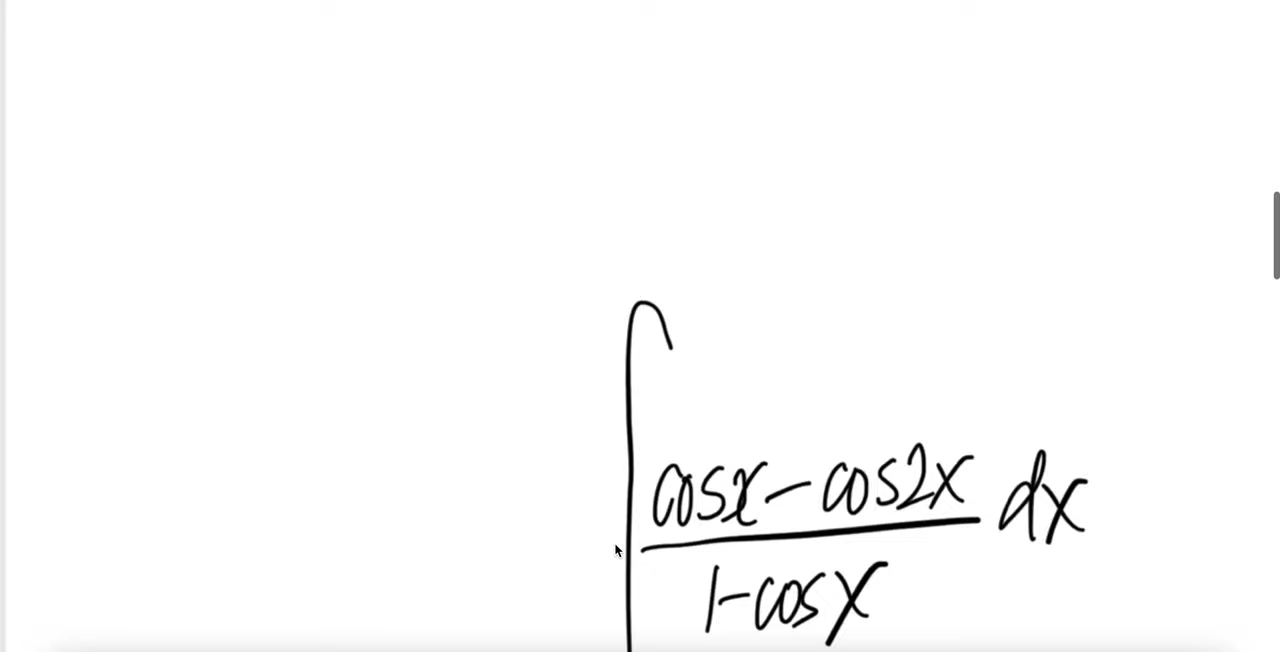 ∫ (cosx - cos2x)/(1-cosx) dx